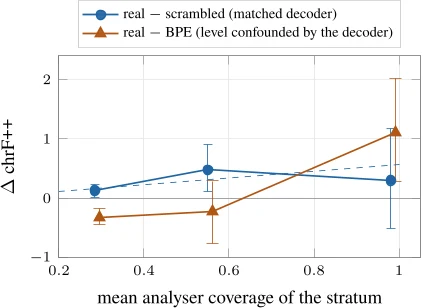 real − scrambled (matched decoder)
real − BPE (level confounded by the decoder)
Δ chrF++
2
1
0
−1
0.2 0.4 0.6 0.8 1
mean analyser coverage of the stratum